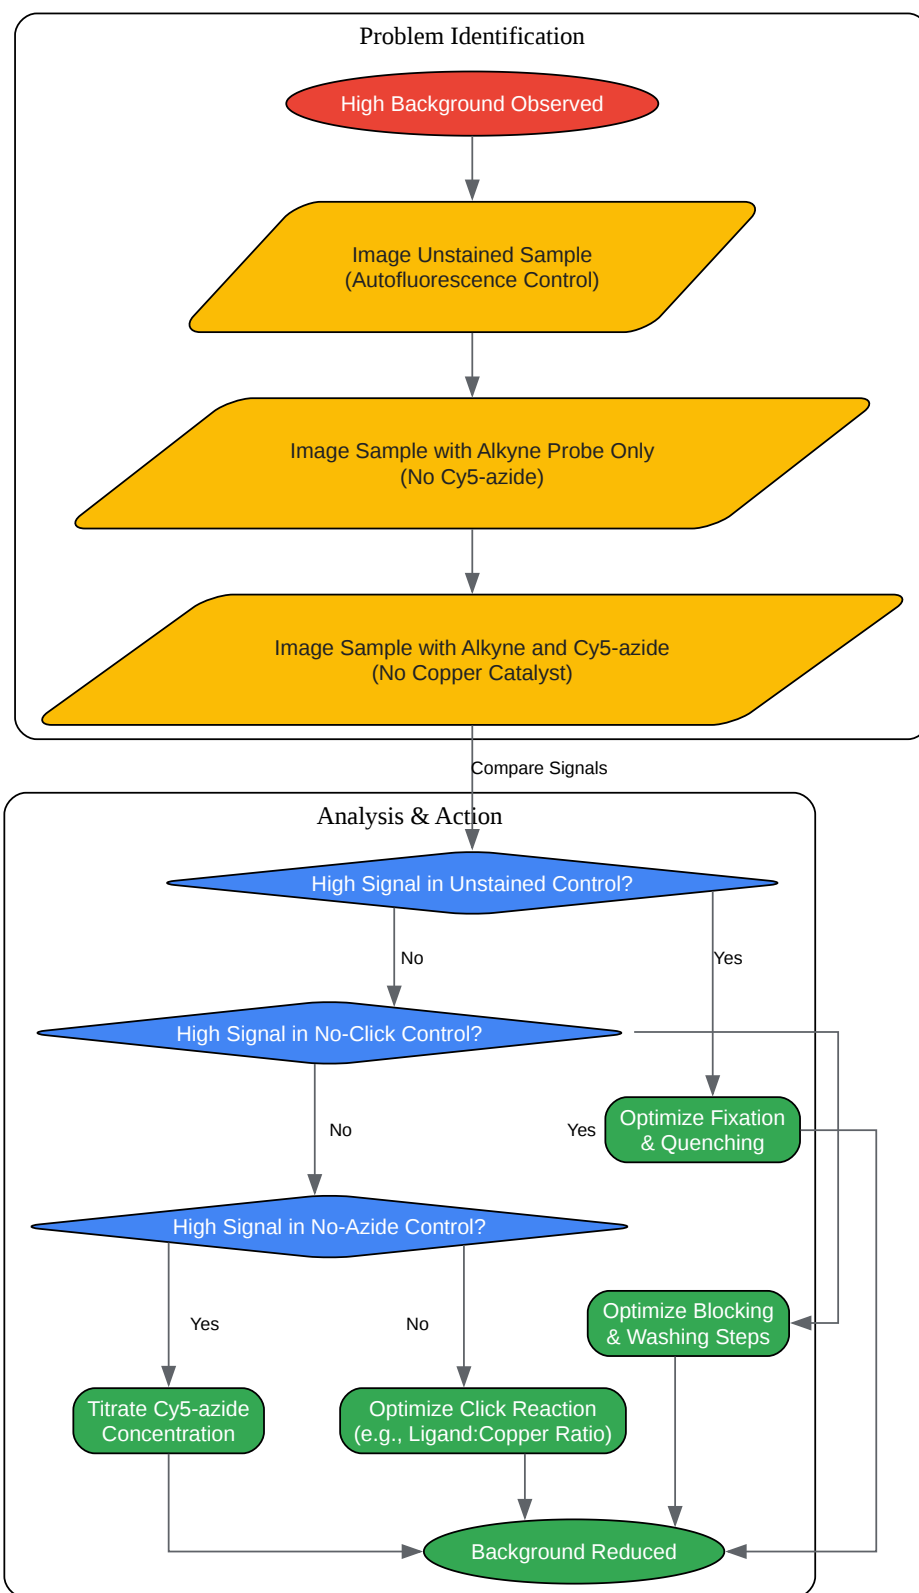 Problem Identification
High Background Observed
Image Unstained Sample
(Autofluorescence Control)
Image Sample with Alkyne Probe Only
(No Cy5-azide)
Image Sample with Alkyne and Cy5-azide
(No Copper Catalyst)
Compare Signals
Analysis & Action
High Signal in Unstained Control?
No
Yes
High Signal in No-Click Control?
No
Yes
Optimize Fixation
& Quenching
High Signal in No-Azide Control?
Yes
No
Optimize Blocking
& Washing Steps
Titrate Cy5-azide
Concentration
Optimize Click Reaction
(e.g., Ligand:Copper Ratio)
Background Reduced